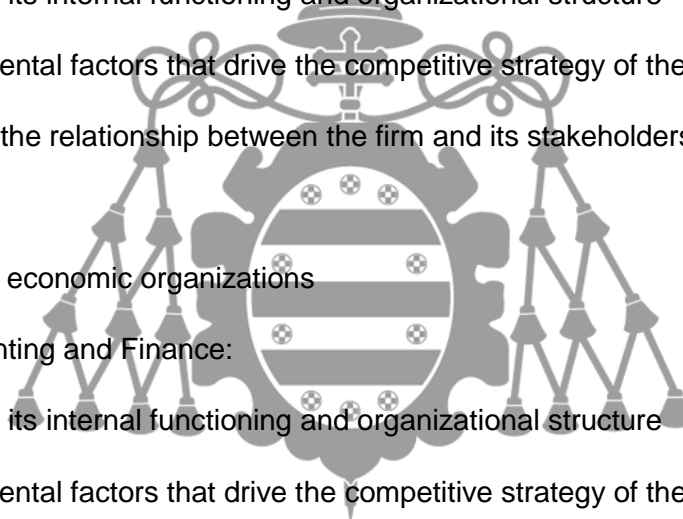 its internal functioning and organizational structure
ental factors that drive the competitive strategy of the
the relationship between the firm and its stakeholders
economic organizations
nting and Finance:
its internal functioning and organizational structure
ental factors that drive the competitive strategy of the